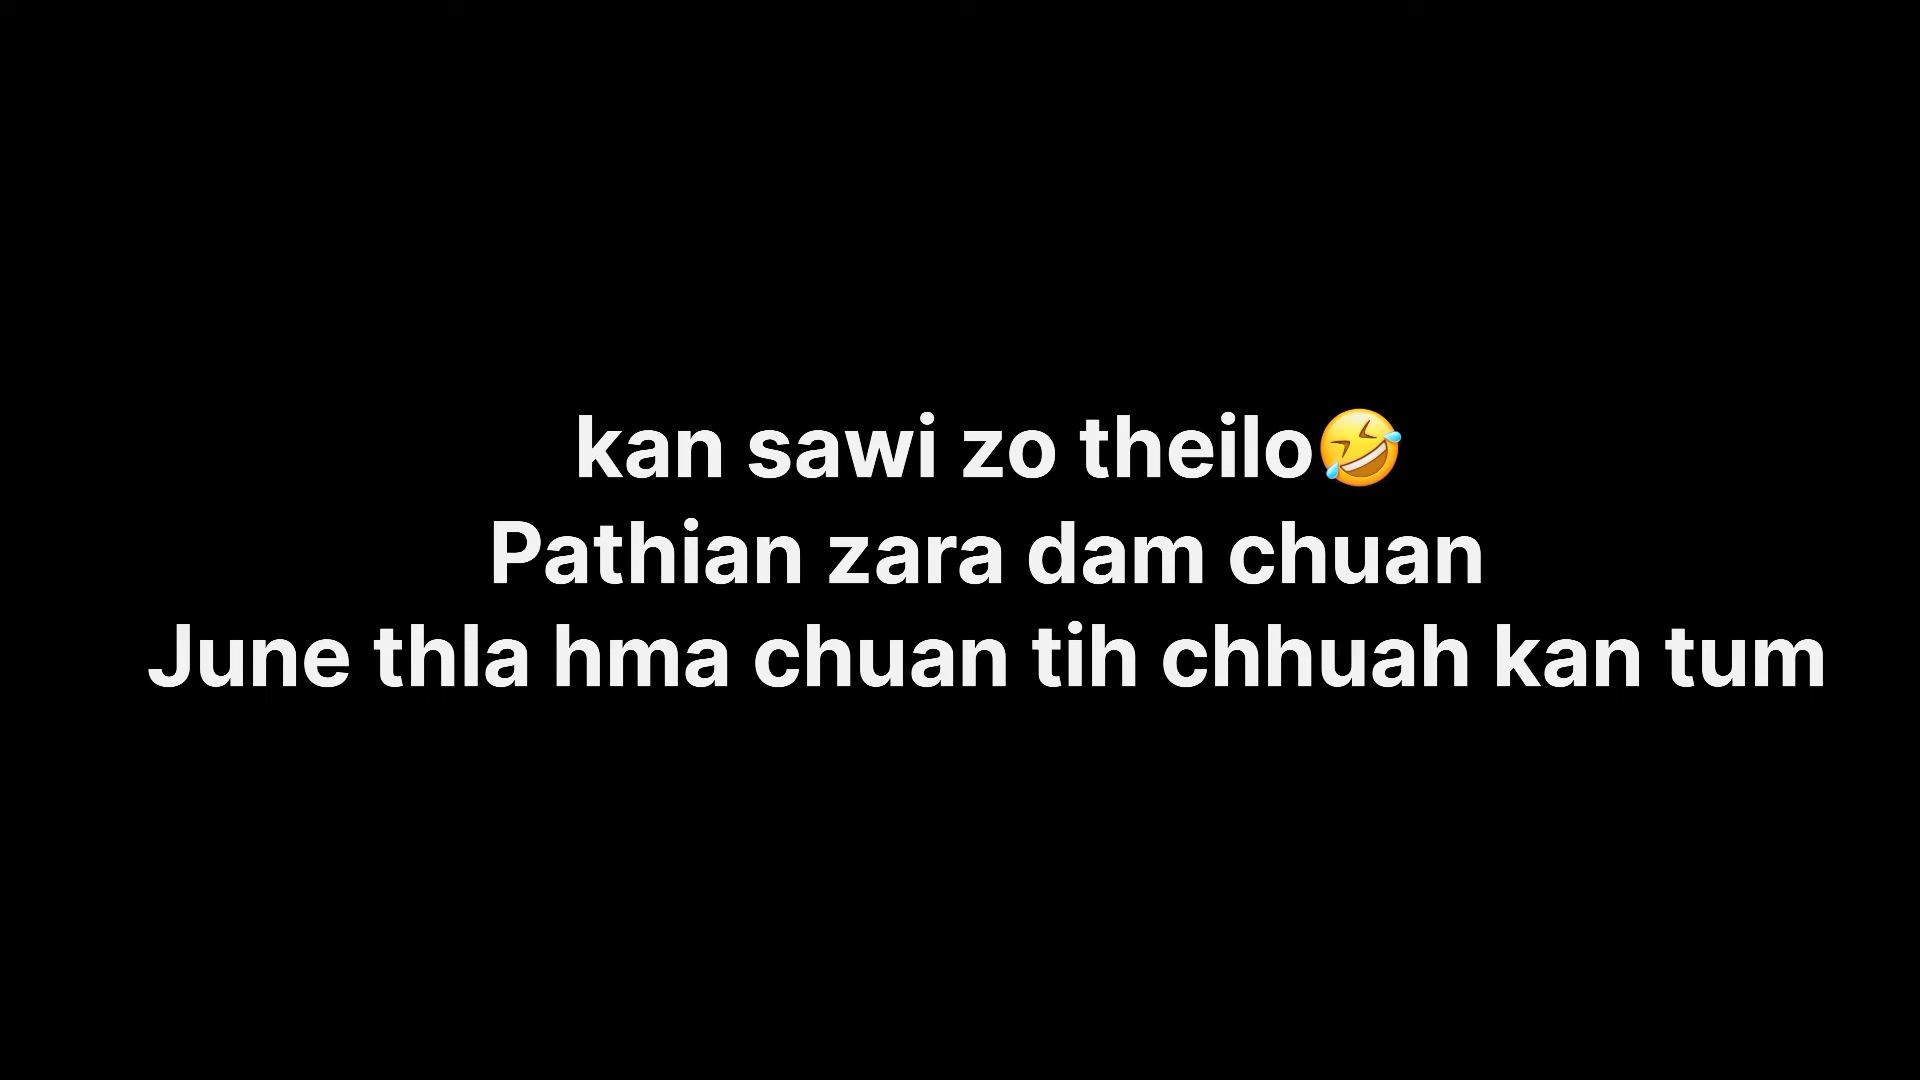 kan sawi zo theilo🤣
Pathian zara dam chuan
June thla hma chuan tih chhuah kan tum